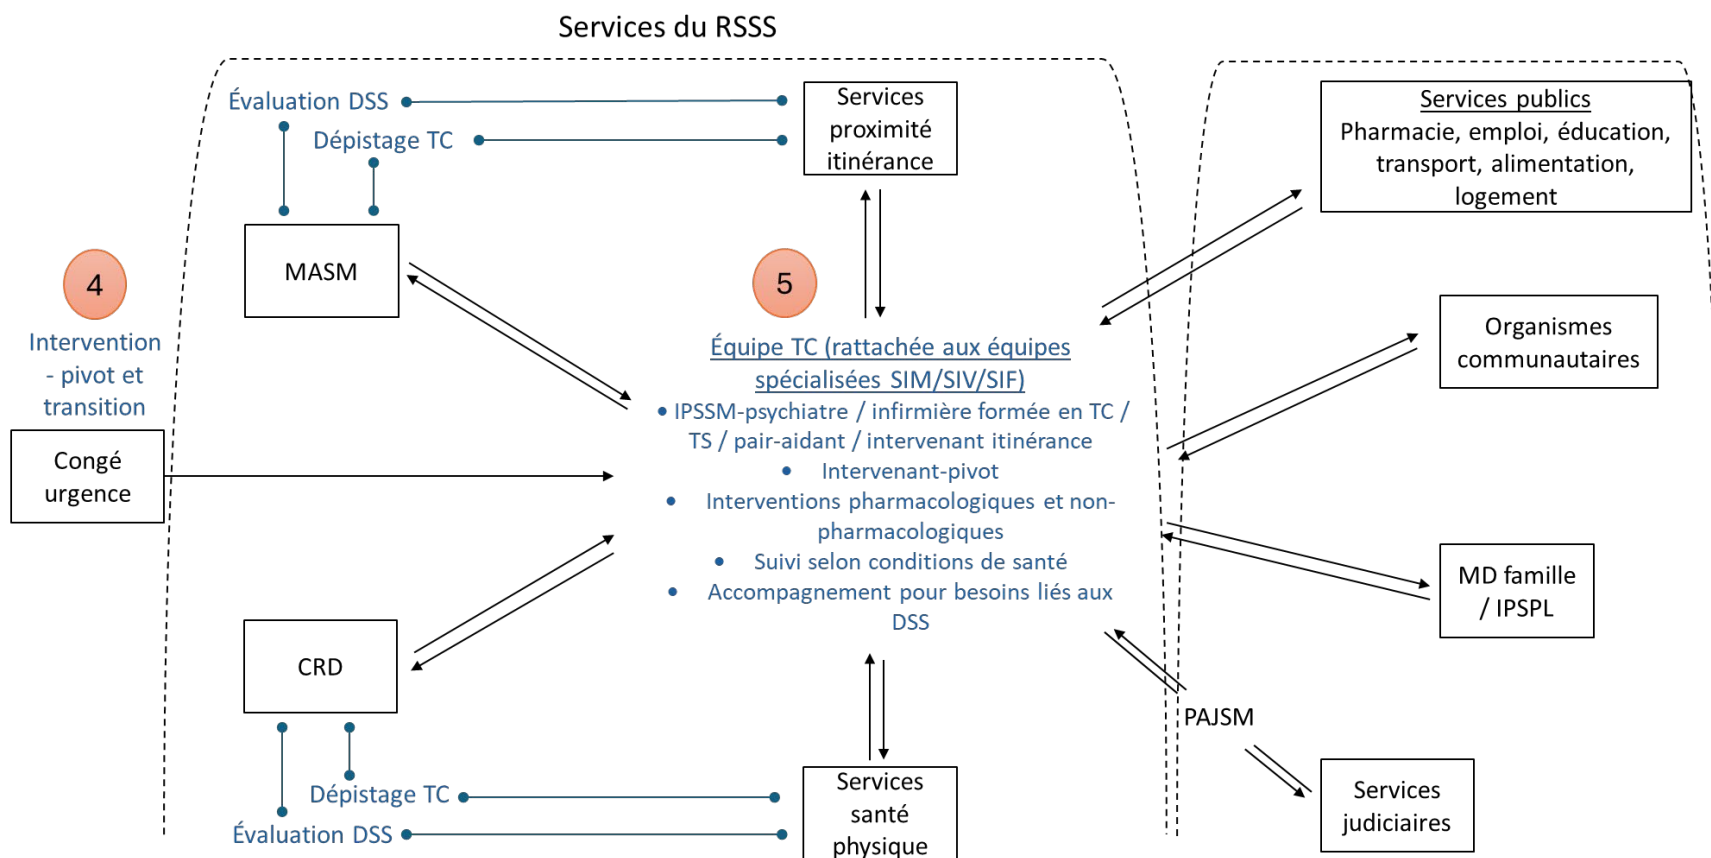 Services du RSSS
Évaluation DSS
Dépistage TC
Services
proximité
itinérance
Services publics
Pharmacie, emploi, éducation,
transport, alimentation,
logement
MASM
4
Intervention
- pivot et
transition
Congé
urgence
5
Équipe TC (rattachée aux équipes
spécialisées SIM/SIV/SIF)
• IPSSM-psychiatre / infirmière formée en TC /
TS / pair-aidant / intervenant itinérance
• Intervenant-pivot
• Interventions pharmacologiques et non-
pharmacologiques
• Suivi selon conditions de santé
• Accompagnement pour besoins liés aux
DSS
Organismes
communautaires
MD famille
/ IPSPL
CRD
PAJSM
Dépistage TC
Évaluation DSS
Services
santé
physique
Services
judiciaires